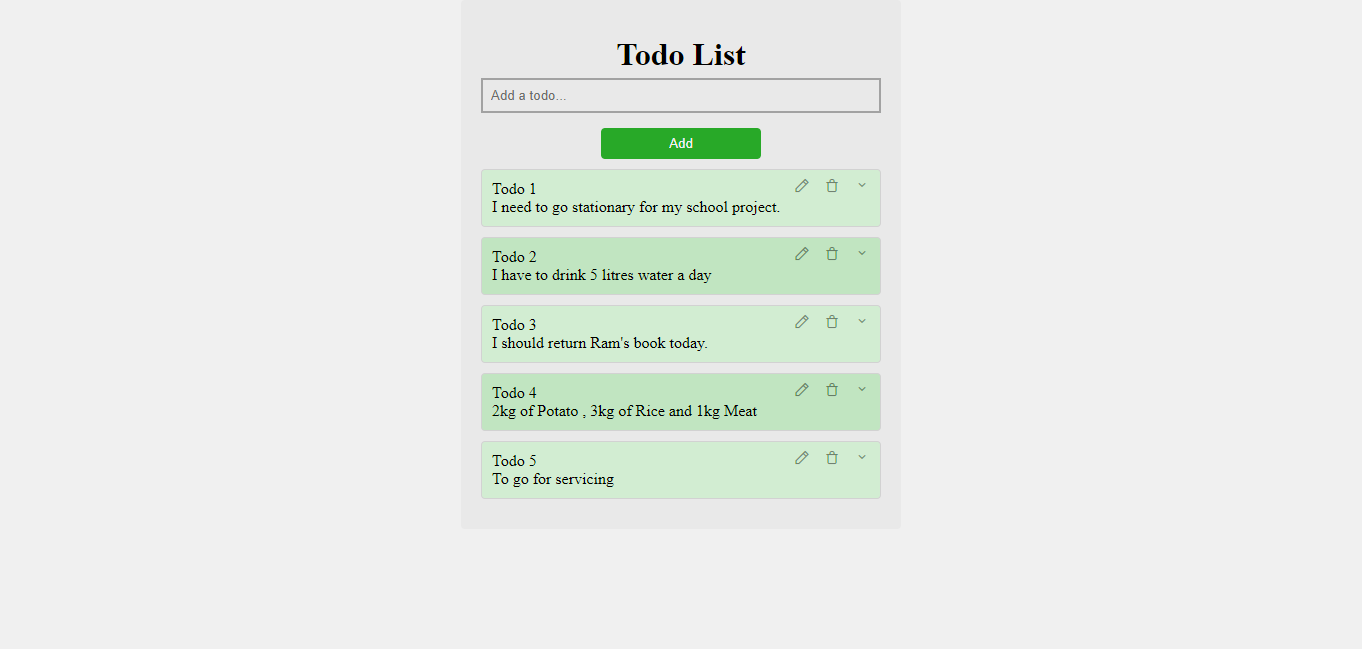 Todo List
Add a todo...
Add
Todo 1
I need to go stationary for my school project.
Todo 2
I have to drink 5 litres water a day
Todo 3
I should return Ram's book today.
Todo 4
2kg of Potato , 3kg of Rice and 1kg Meat
Todo 5
To go for servicing